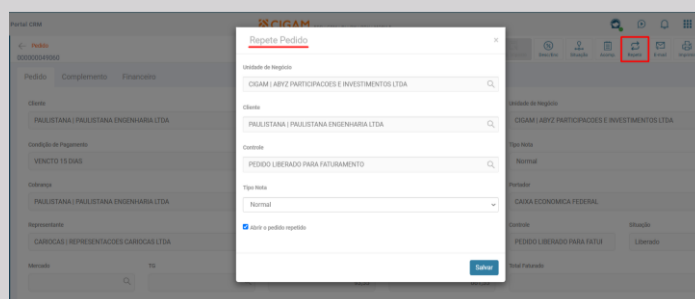 Portal CRM
CIGAM
← Pedido
Repete Pedido ×
Situação
Repete
E-mail
Imprimir
Pedido Complemento Financeiro
Unidade de Negócio
CIGAM | ABYZ PARTICIPACOES E INVESTIMENTOS LTDA
Cliente
Cliente
Unidade de Negócio
PAULISTANA | PAULISTANA ENGENHARIA LTDA
PAULISTANA | PAULISTANA ENGENHARIA LTDA
CIGAM | ABYZ PARTICIPACOES E INVESTIMENTOS LTDA
Condição de Pagamento
Controle
Tipo Nota
VENCTO 15 DIAS
PEDIDO LIBERADO PARA FATURAMENTO
Normal
Cobrança
Tipo Nota
Portador
PAULISTANA | PAULISTANA ENGENHARIA LTDA
Normal
CAIXA ECONOMICA FEDERAL
Representante
Abrir o pedido repetido
Controle
Situação
CARIOCAS | REPRESENTACOES CARIOCAS LTDA
PEDIDO LIBERADO PARA FATUI
Liberado
Mercado
Salvar
Total Faturado